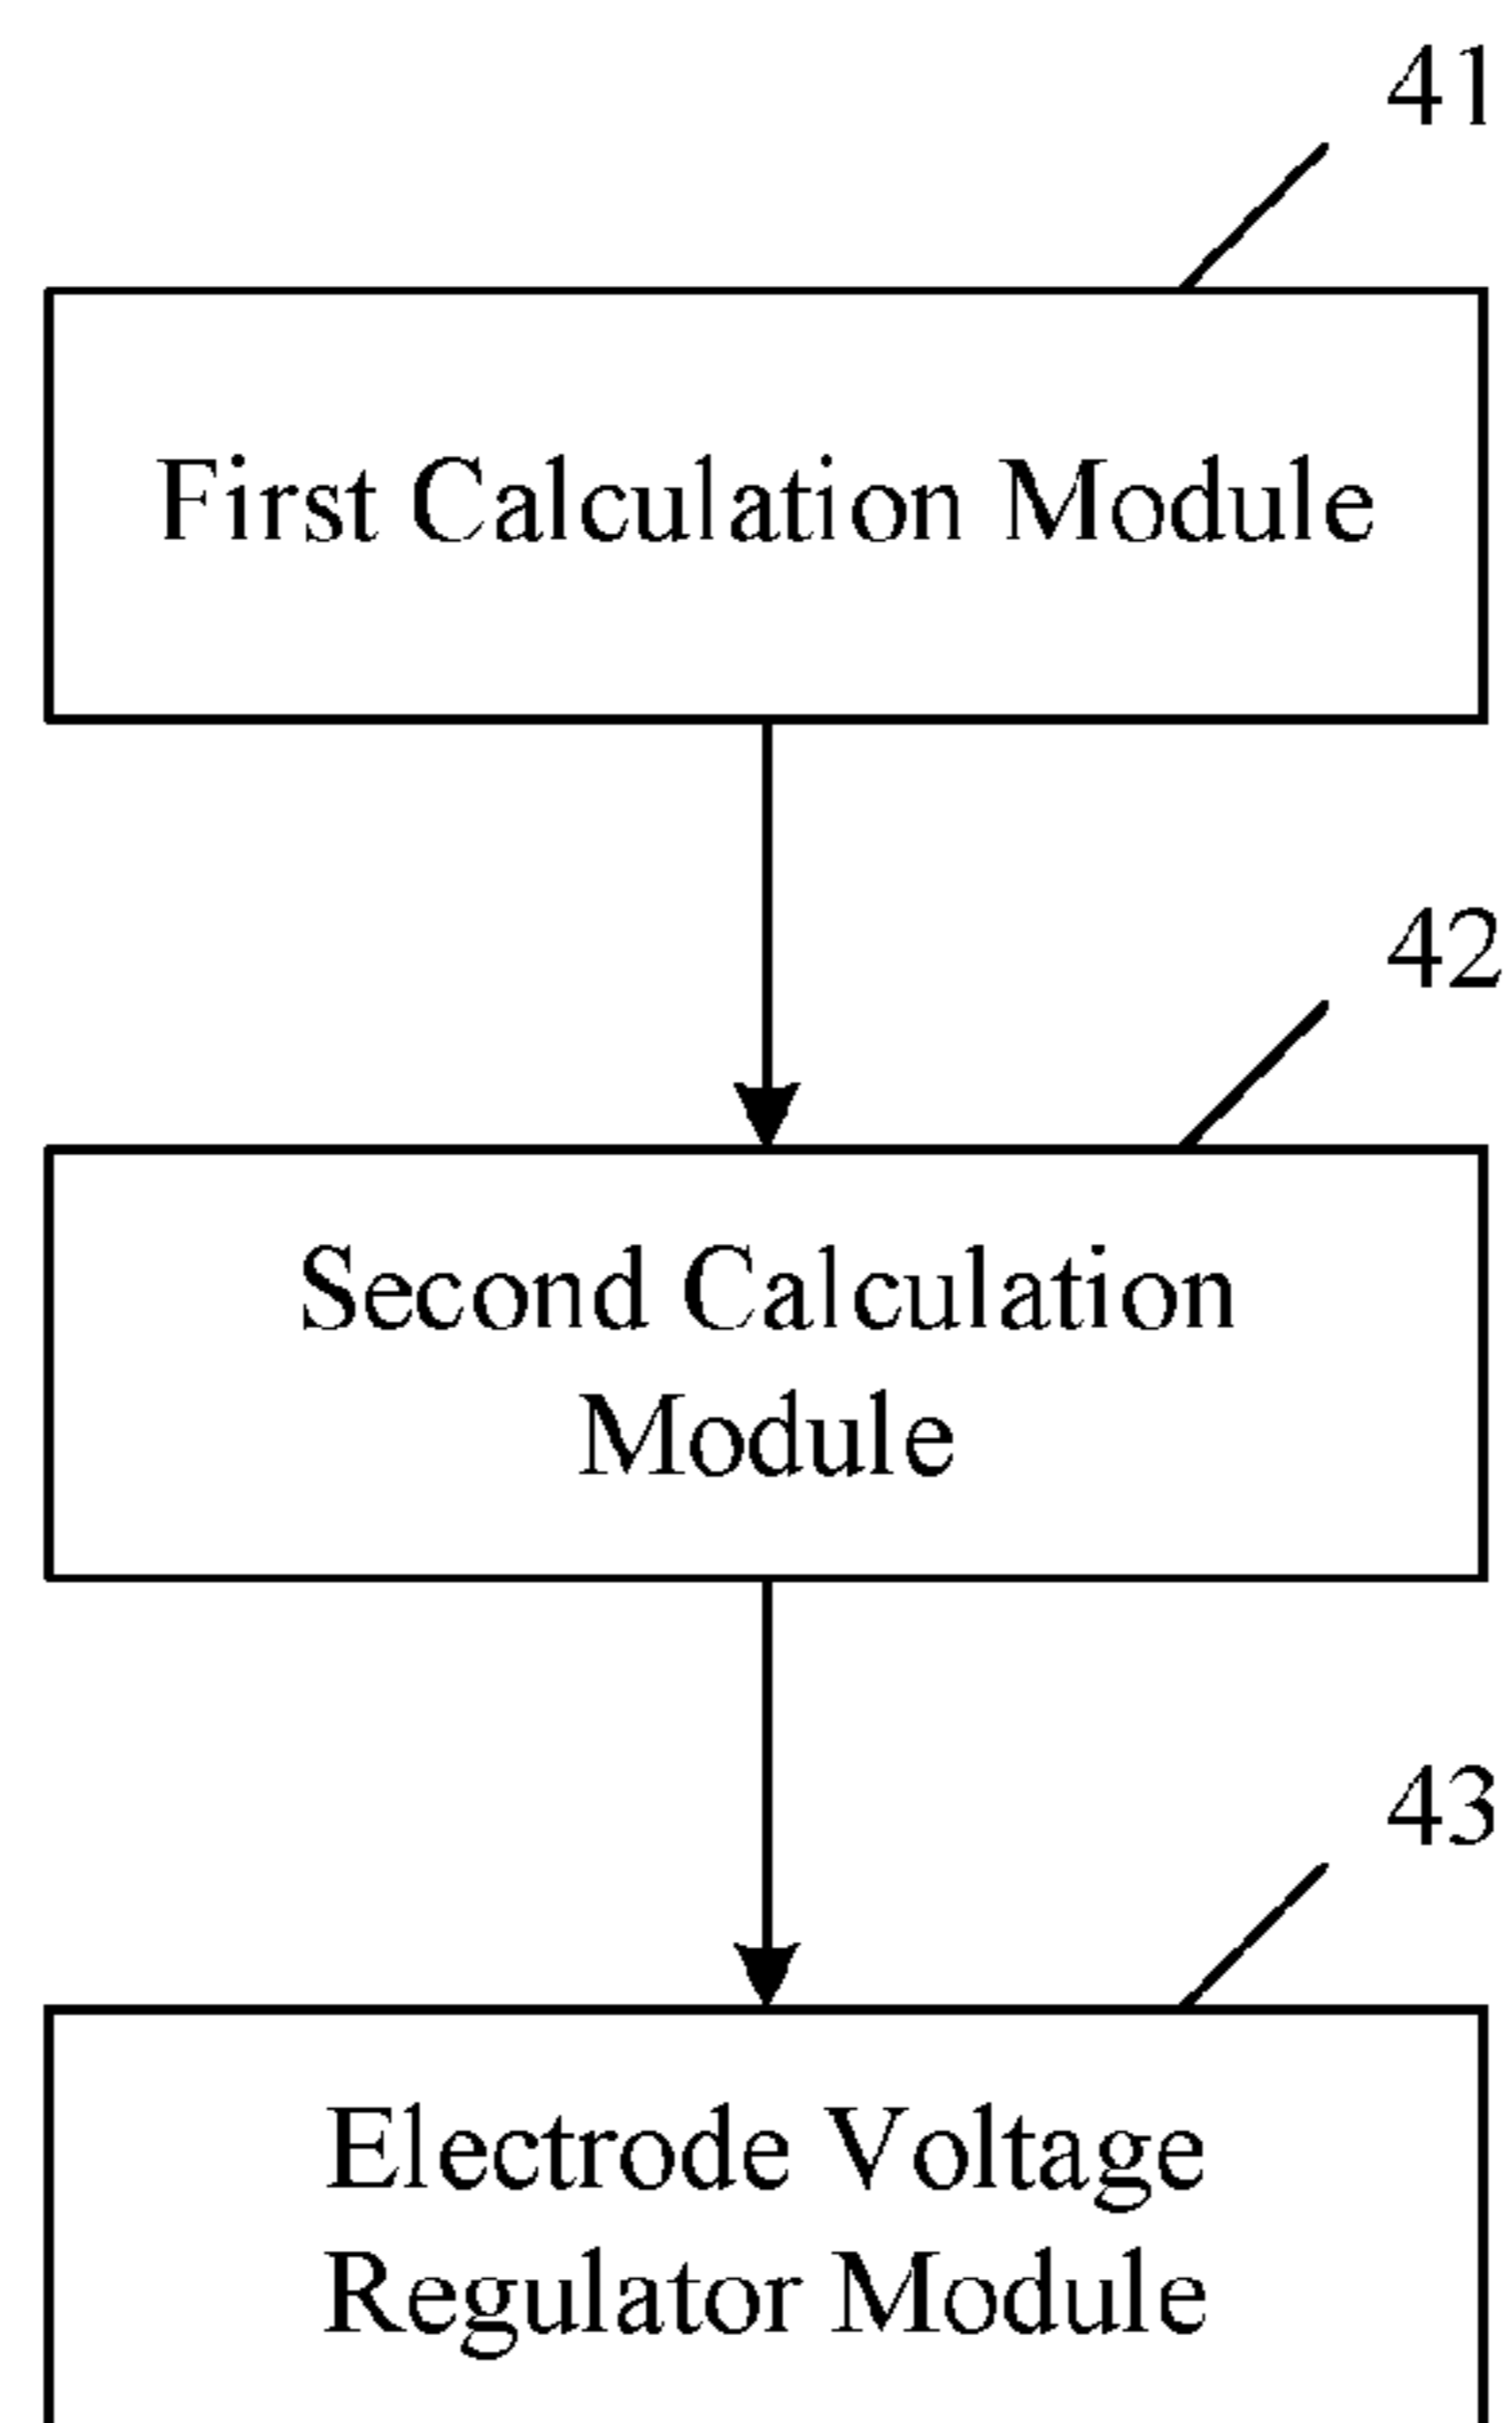 41
First Calculation Module
42
Second Calculation
Module
43
Electrode Voltage
Regulator Module